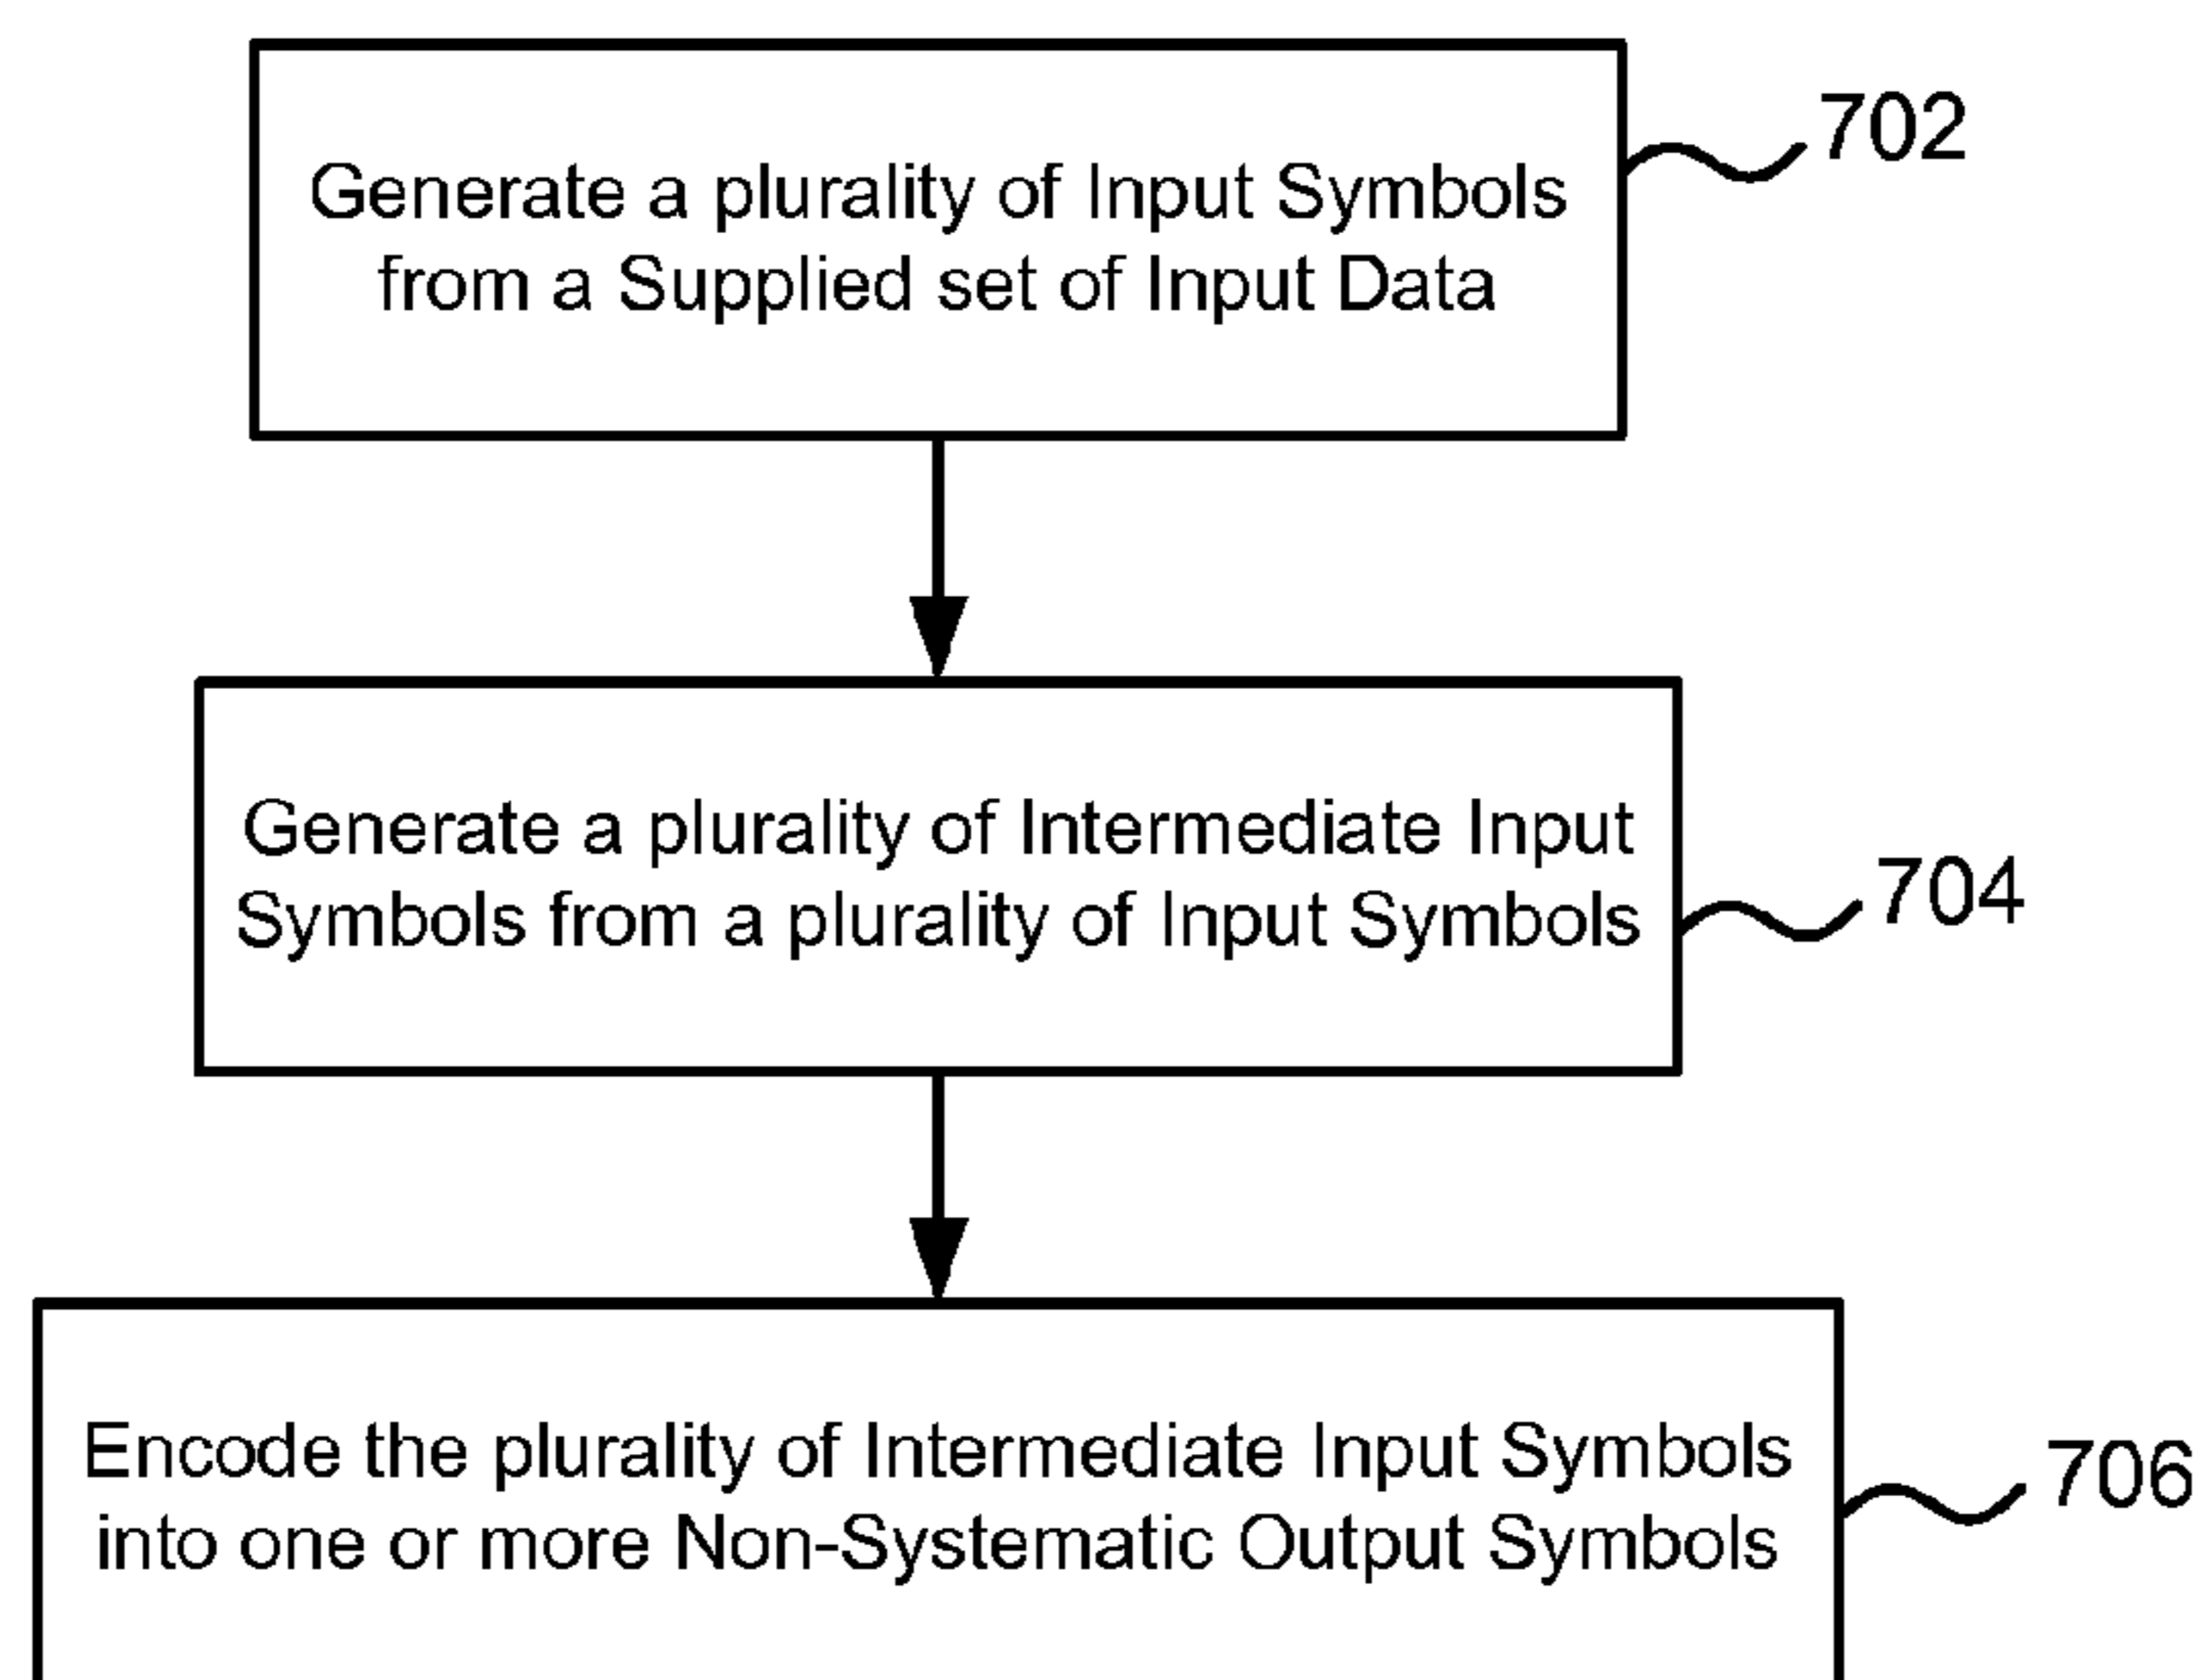 702
Generate a plurality of Input Symbols
from a Supplied set of Input Data
Generate a plurality of Intermediate Input
Symbols from a plurality of Input Symbols
704
Encode the plurality of Intermediate Input Symbols
into one or more Non-Systematic Output Symbols
706